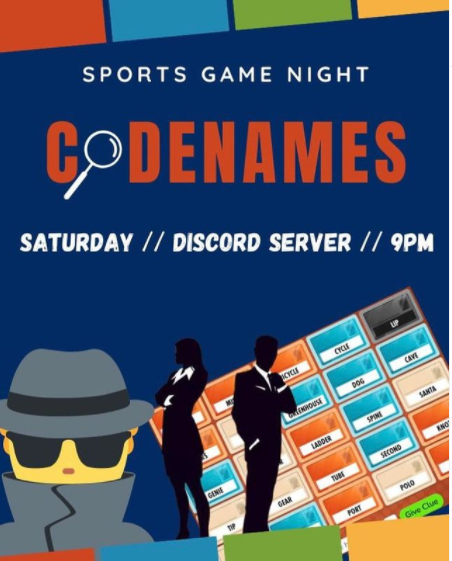 SPORTS GAME NIGHT
CODENAMES
SATURDAY // DISCORD SERVER // 9PM
LIP
CYCLE
CAVE
DOG
SANTA
SPINE
LADDER
SECOND
GENIE
TUBE
GEAR
POLO
PORT
TIP
Give Clue